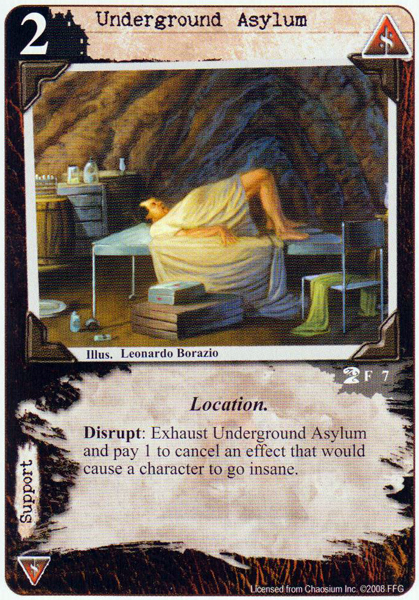 2
Underground Asylum
$
Illus. Leonardo Borazio
F 7
Location.
Disrupt: Exhaust Underground Asylum
and pay 1 to cancel an effect that would
cause a character to go insane.
Support
$
Licensed from Chaosium Inc. ©2008 FFG